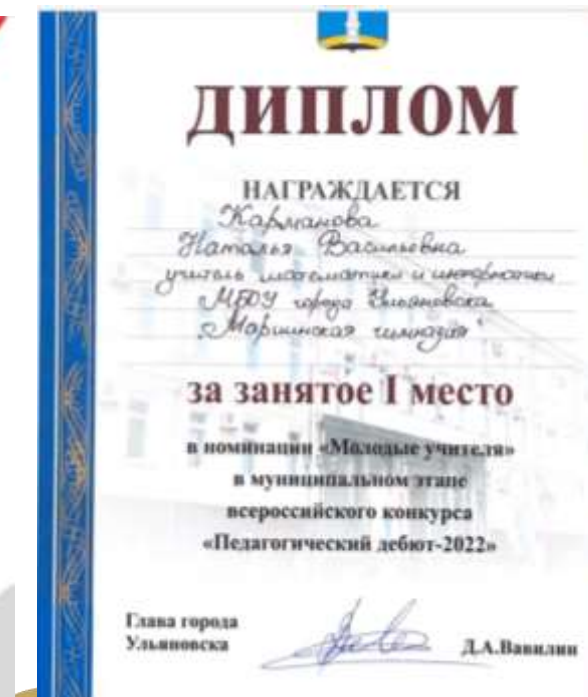 ДИПЛОМ
НАГРАЖДАЕТСЯ
Карманова
Наталья Васильевна
учитель математики и информатики
МБОУ города Ульяновска
"Мариинская гимназия"
за занятое I место
в номинации «Молодые учителя»
в муниципальном этапе
всероссийского конкурса
«Педагогический дебют-2022»
Глава города
Ульяновска
Д.А.Вавилин